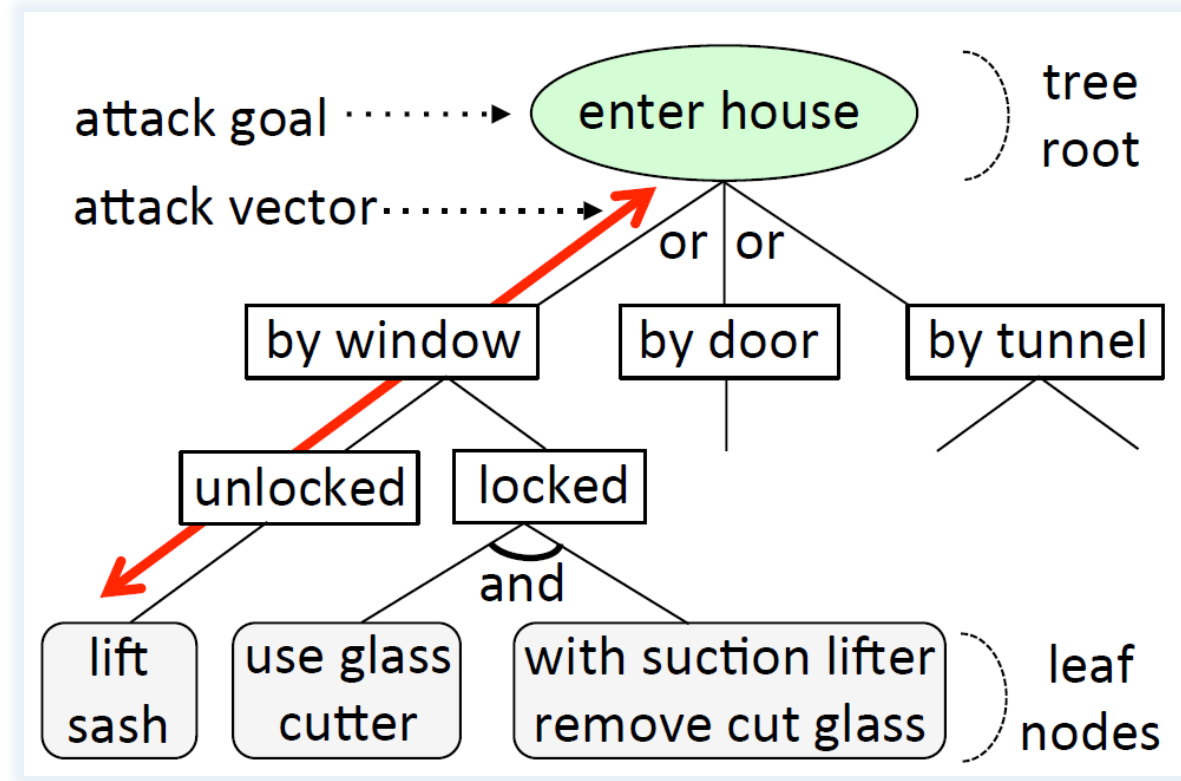 enter house
tree
root
attack goal
attack vector
or or
by window
by door
by tunnel
unlocked
locked
and
lift
sash
use glass
cutter
with suction lifter
remove cut glass
leaf
nodes